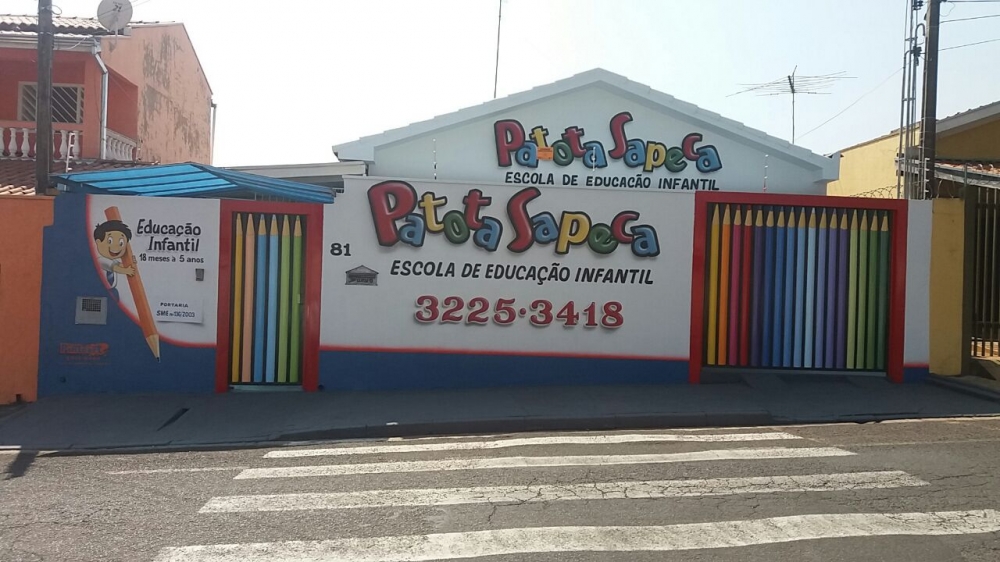 Patota Sapeca
ESCOLA DE EDUCAÇÃO INFANTIL
Patota Sapeca
ESCOLA DE EDUCAÇÃO INFANTIL
3225·3418
81
Educação
Infantil
18 meses à 5 anos
PORTARIA